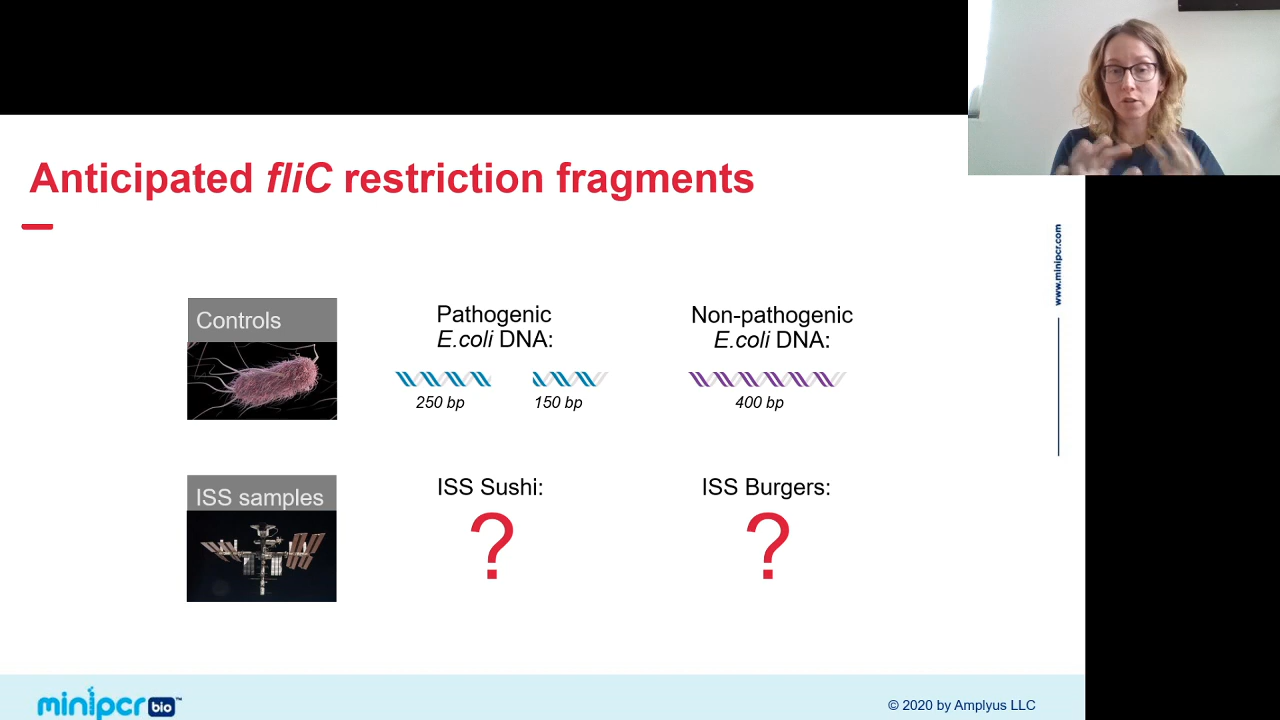 Anticipated fliC restriction fragments
www.minipcr.com
Controls
Pathogenic
E.coli DNA:
250 bp
150 bp
Non-pathogenic
E.coli DNA:
400 bp
ISS samples
ISS Sushi:
?
ISS Burgers:
?
minipcr bio™
© 2020 by Amplyus LLC